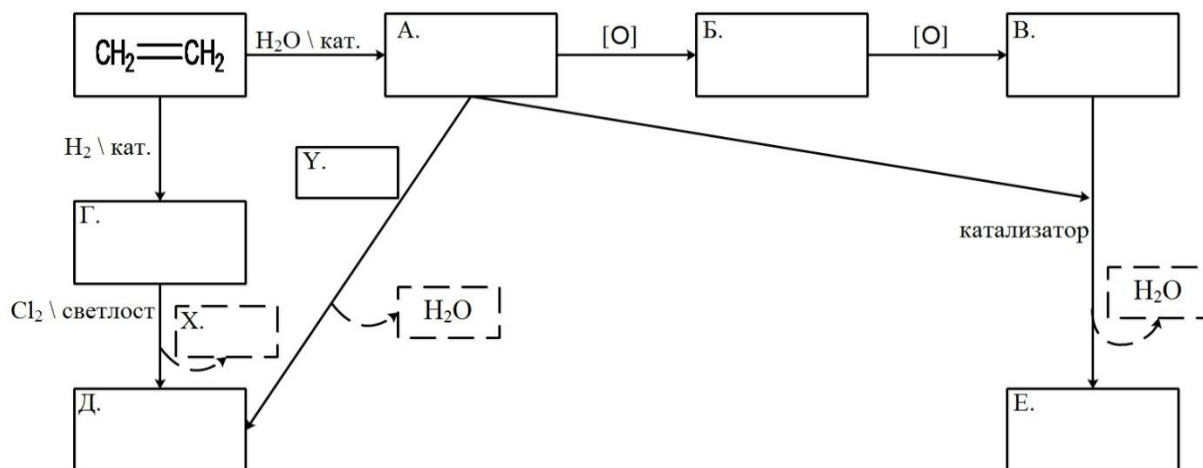 CH₂=CH₂
H₂O \ кат.
А.
[O]
Б.
[O]
В.
H₂ \ кат.
Y.
Г.
катализатор
Cl₂ \ светлост
X.
H₂O
H₂O
Д.
Е.